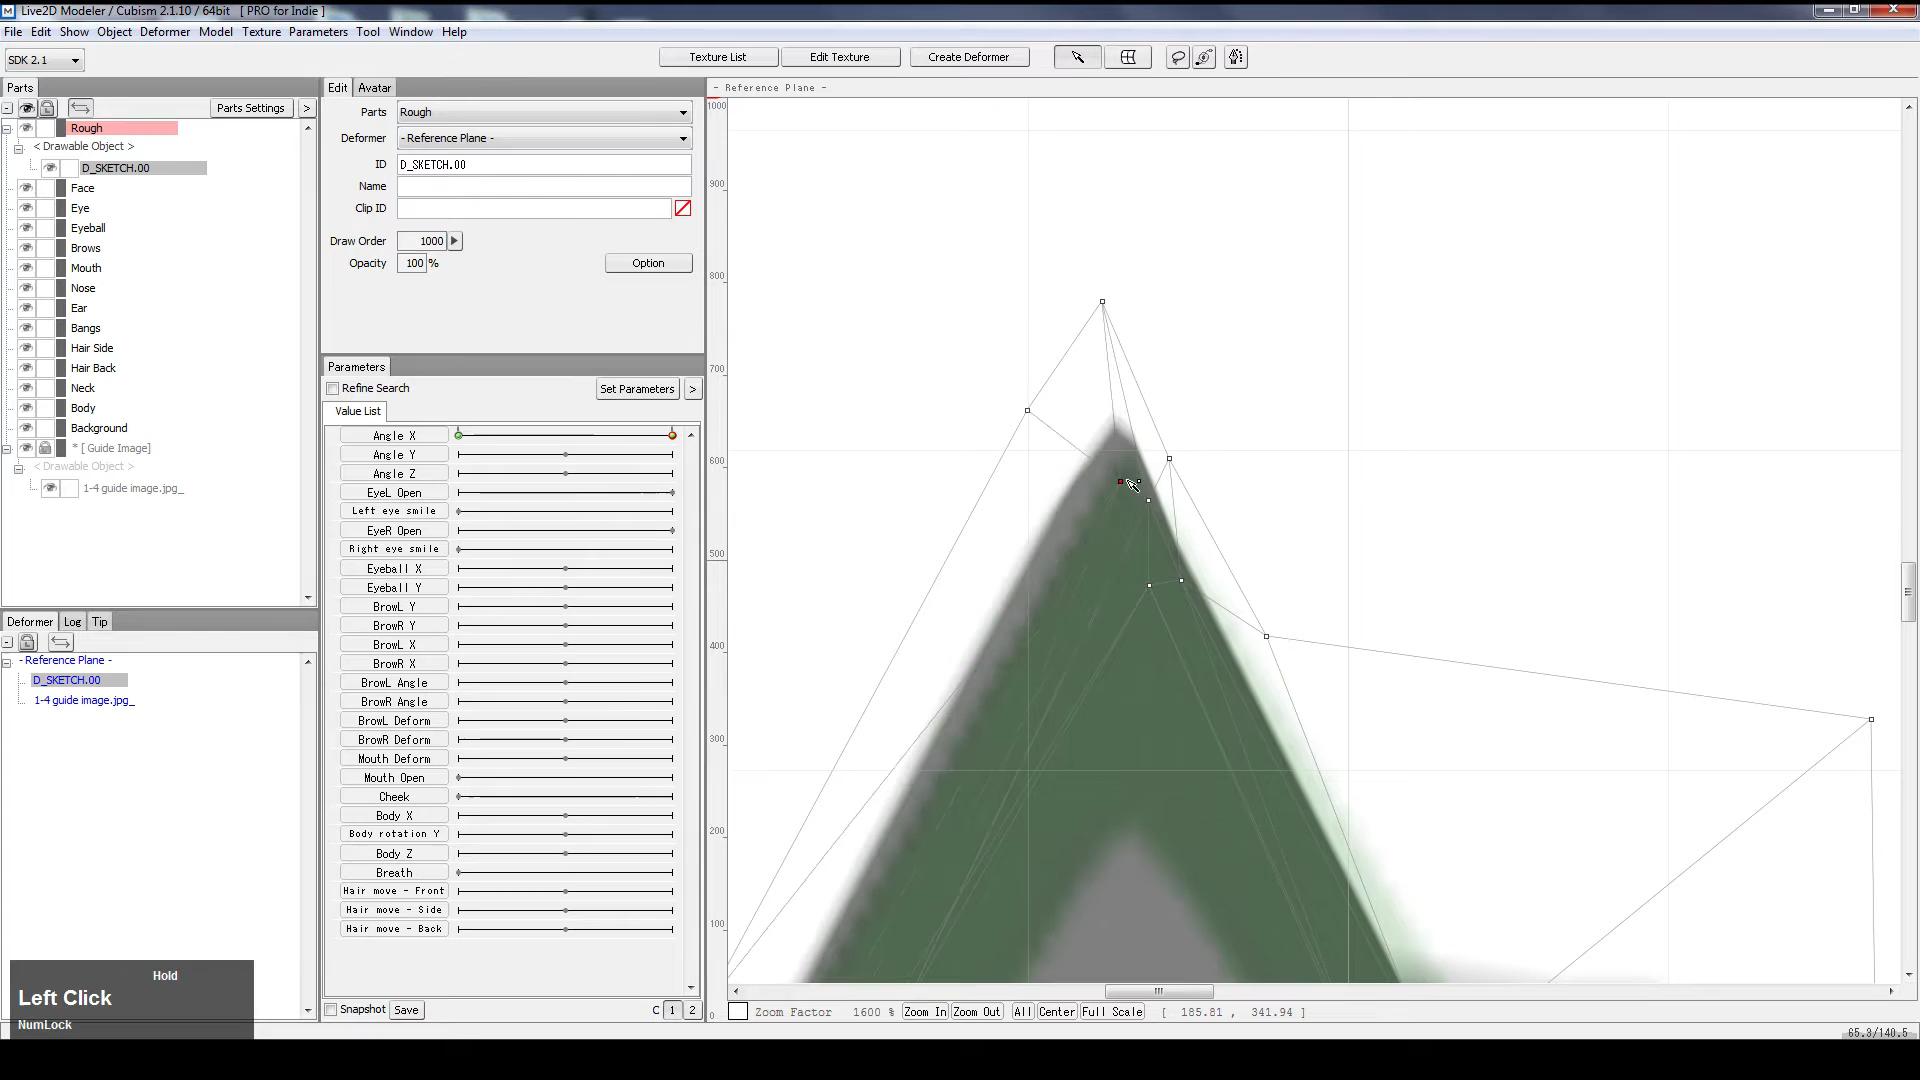 Live2D Modeler / Cubism 2.1.10 / 64bit [ PRO for Indie ]
File Edit Show Object Deformer Model Texture Parameters Tool Window Help
SDK 2.1
Texture List
Edit Texture
Create Deformer
Parts
Parts Settings
>
Rough
< Drawable Object >
D_SKETCH.00
Face
Eye
Eyeball
Brows
Mouth
Nose
Ear
Bangs
Hair Side
Hair Back
Neck
Body
Background
* [ Guide Image]
< Drawable Object >
1-4 guide image.jpg_
Deformer Log Tip
- Reference Plane -
D_SKETCH.00
1-4 guide image.jpg_
Hold
Left Click
NumLock
Edit Avatar
Parts Rough
Deformer - Reference Plane -
ID D_SKETCH.00
Name
Clip ID
Draw Order 1000
Opacity 100 %
Option
Parameters
Refine Search
Set Parameters
>
Value List
Angle X
Angle Y
Angle Z
EyeL Open
Left eye smile
EyeR Open
Right eye smile
Eyeball X
Eyeball Y
BrowL Y
BrowR Y
BrowL X
BrowR X
BrowL Angle
BrowR Angle
BrowL Deform
BrowR Deform
Mouth Deform
Mouth Open
Cheek
Body X
Body rotation Y
Body Z
Breath
Hair move - Front
Hair move - Side
Hair move - Back
Snapshot Save C 1 2
- Reference Plane -
1000
900
800
700
600
500
400
300
200
100
0
Zoom Factor 1600 % Zoom In Zoom Out All Center Full Scale [ 185.81 , 341.94 ]
65.3/140.5